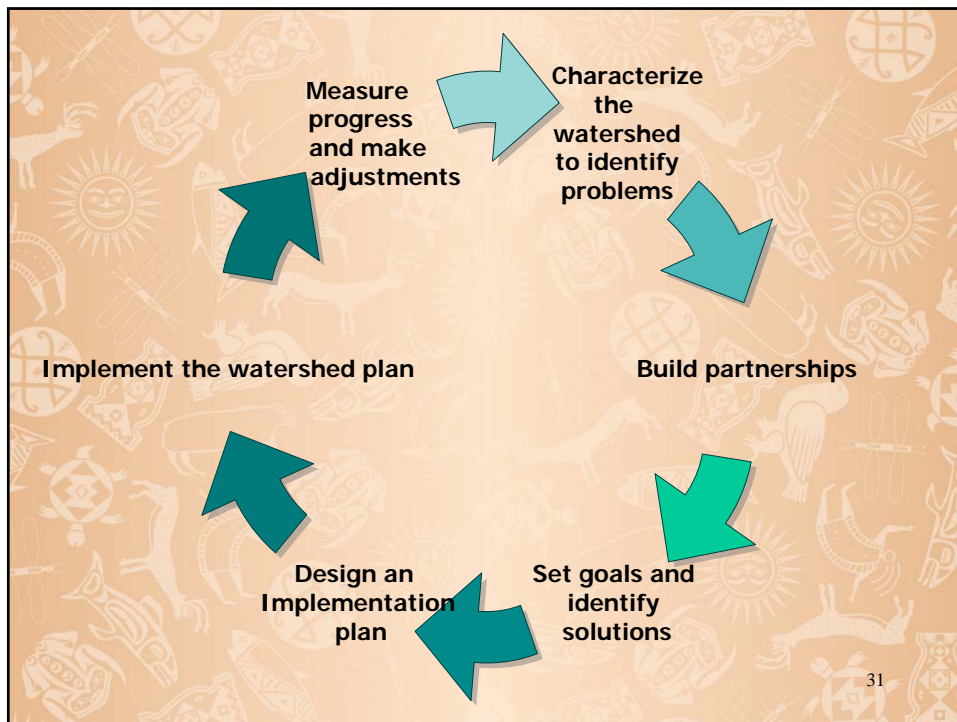 Characterize
the
watershed
to identify
problems
Build partnerships
Set goals and
identify
solutions
Design an
Implementation
plan
Implement the watershed plan
Measure
progress
and make
adjustments
31